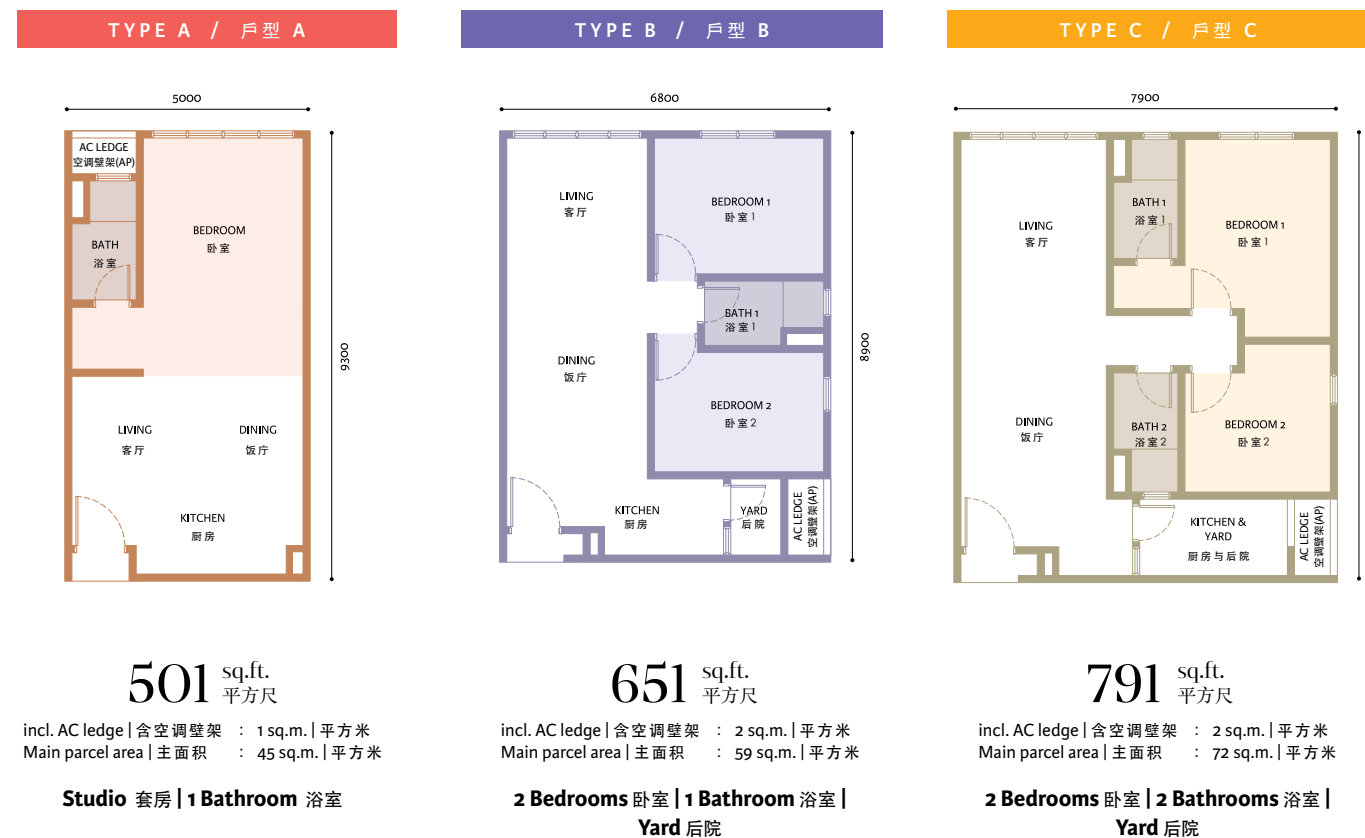 TYPE A / 戶型 A
5000
AC LEDGE
空调壁架(AP)
BATH
浴室
BEDROOM
卧室
9300
LIVING
客厅
DINING
饭厅
KITCHEN
厨房
501 sq.ft.
平方尺
incl. AC ledge | 含空调壁架 : 1 sq.m. | 平方米
Main parcel area | 主面积 : 45 sq.m. | 平方米
Studio 套房 | 1 Bathroom 浴室
TYPE B / 戶型 B
6800
LIVING
客厅
BEDROOM 1
卧室1
BATH 1
浴室1
8900
DINING
饭厅
BEDROOM 2
卧室2
KITCHEN
厨房
YARD
后院
AC LEDGE
空调壁架(AP)
651 sq.ft.
平方尺
incl. AC ledge | 含空调壁架 : 2 sq.m. | 平方米
Main parcel area | 主面积 : 59 sq.m. | 平方米
2 Bedrooms 卧室 | 1 Bathroom 浴室 |
Yard 后院
TYPE C / 戶型 C
7900
BATH 1
浴室1
LIVING
客厅
BEDROOM 1
卧室1
DINING
饭厅
BATH 2
浴室2
BEDROOM 2
卧室2
KITCHEN &
YARD
厨房与后院
AC LEDGE
空调壁架(AP)
791 sq.ft.
平方尺
incl. AC ledge | 含空调壁架 : 2 sq.m. | 平方米
Main parcel area | 主面积 : 72 sq.m. | 平方米
2 Bedrooms 卧室 | 2 Bathrooms 浴室 |
Yard 后院